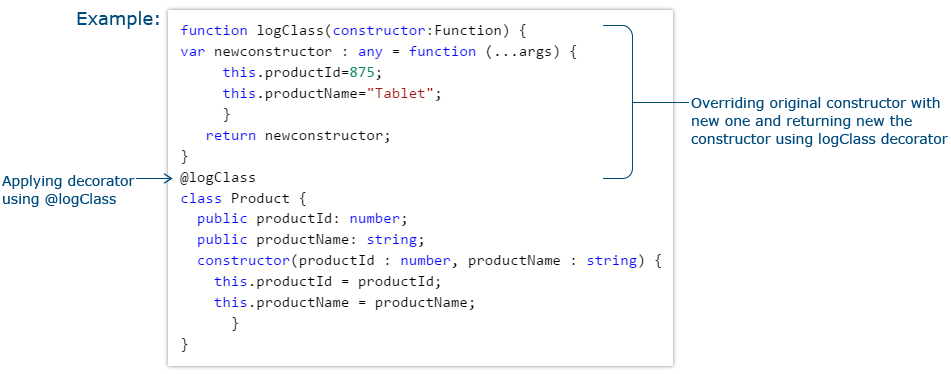 Example:
function logClass(constructor:Function) {
var newconstructor : any = function (...args) {
this.productId=875;
this.productName="Tablet";
}
return newconstructor;
}
Overriding original constructor with
new one and returning new the
constructor using logClass decorator
Applying decorator
using @logClass
@logClass
class Product {
public productId: number;
public productName: string;
constructor(productId : number, productName : string) {
this.productId = productId;
this.productName = productName;
}
}